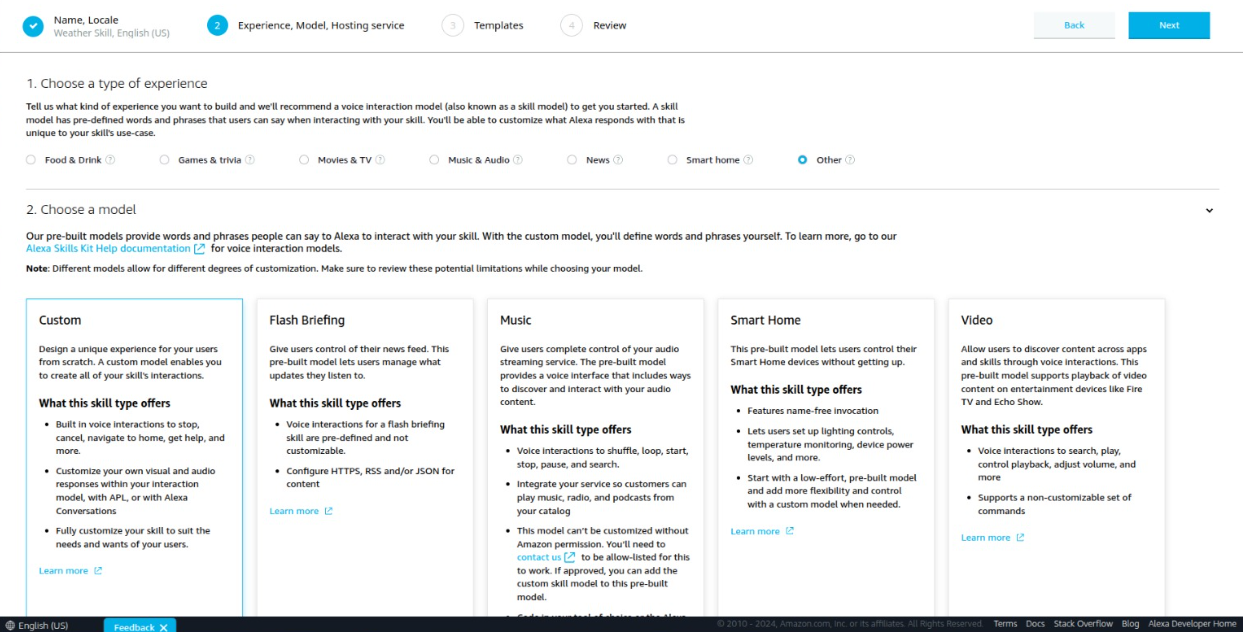 Name, Locale
Weather Skill, English (US)
2 Experience, Model, Hosting service
3 Templates
4 Review
Back
Next
1. Choose a type of experience
Tell us what kind of experience you want to build and we'll recommend a voice interaction model (also known as a skill model) to get you started. A skill
model has pre-defined words and phrases that users can say when interacting with your skill. You'll be able to customize what Alexa responds with that is
unique to your skill's use-case.
Food & Drink ? Games & trivia ? Movies & TV ? Music & Audio ? News ? Smart home ? Other ?
2. Choose a model
Our pre-built models provide words and phrases people can say to Alexa to interact with your skill. With the custom model, you'll define words and phrases yourself. To learn more, go to our
Alexa Skills Kit Help documentation for voice interaction models.
Note: Different models allow for different degrees of customization. Make sure to review these potential limitations while choosing your model.
Custom
Design a unique experience for your users
from scratch. A custom model enables you
to create all of your skill's interactions.
What this skill type offers
• Built in voice interactions to stop,
cancel, navigate to home, get help, and
more.
• Customize your own visual and audio
responses within your interaction
model, with APL, or with Alexa
Conversations
• Fully customize your skill to suit the
needs and wants of your users.
Learn more
Flash Briefing
Give users control of their news feed. This
pre-built model lets users manage what
updates they listen to.
What this skill type offers
• Voice interactions for a flash briefing
skill are pre-defined and not
customizable.
• Configure HTTPS, RSS and/or JSON for
content
Learn more
Music
Give users complete control of your audio
streaming service. The pre-built model
provides a voice interface that includes ways
to discover and interact with your audio
content.
What this skill type offers
• Voice interactions to shuffle, loop, start,
stop, pause, and search.
• Integrate your service so customers can
play music, radio, and podcasts from
your catalog
• This model can't be customized without
Amazon permission. You'll need to
contact us to be allow-listed for this
to work. If approved, you can add the
custom skill model to this pre-built
model.
Smart Home
This pre-built model lets users control their
Smart Home devices without getting up.
What this skill type offers
• Features name-free invocation
• Lets users set up lighting controls,
temperature monitoring, device power
levels, and more.
• Start with a low-effort, pre-built model
and add more flexibility and control
with a custom model when needed.
Learn more
Video
Allow users to discover content across apps
and skills through voice interactions. This
pre-built model supports playback of video
content on entertainment devices like Fire
TV and Echo Show.
What this skill type offers
• Voice interactions to search, play,
control playback, adjust volume, and
more
• Supports a non-customizable set of
commands
Learn more
English (US)
Feedback X
© 2010 - 2024, Amazon.com, Inc. or its affiliates. All Rights Reserved. Terms Docs Stack Overflow Blog Alexa Developer Home